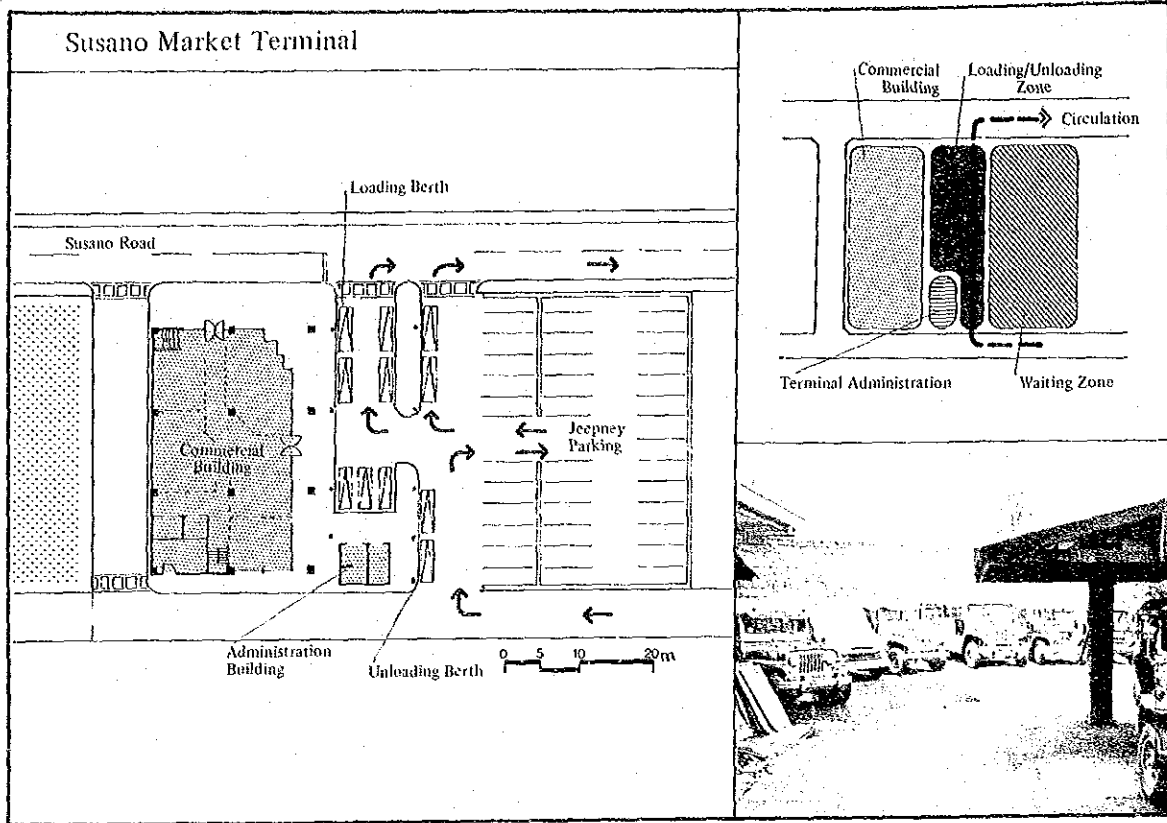 Susano Market Terminal
Loading Berth
Susano Road
Commercial
Building
Jeepney
Parking
Administration
Building
Unloading Berth
0 5 10 20m
Commercial
Building
Loading/Unloading
Zone
Circulation
Terminal Administration
Waiting Zone